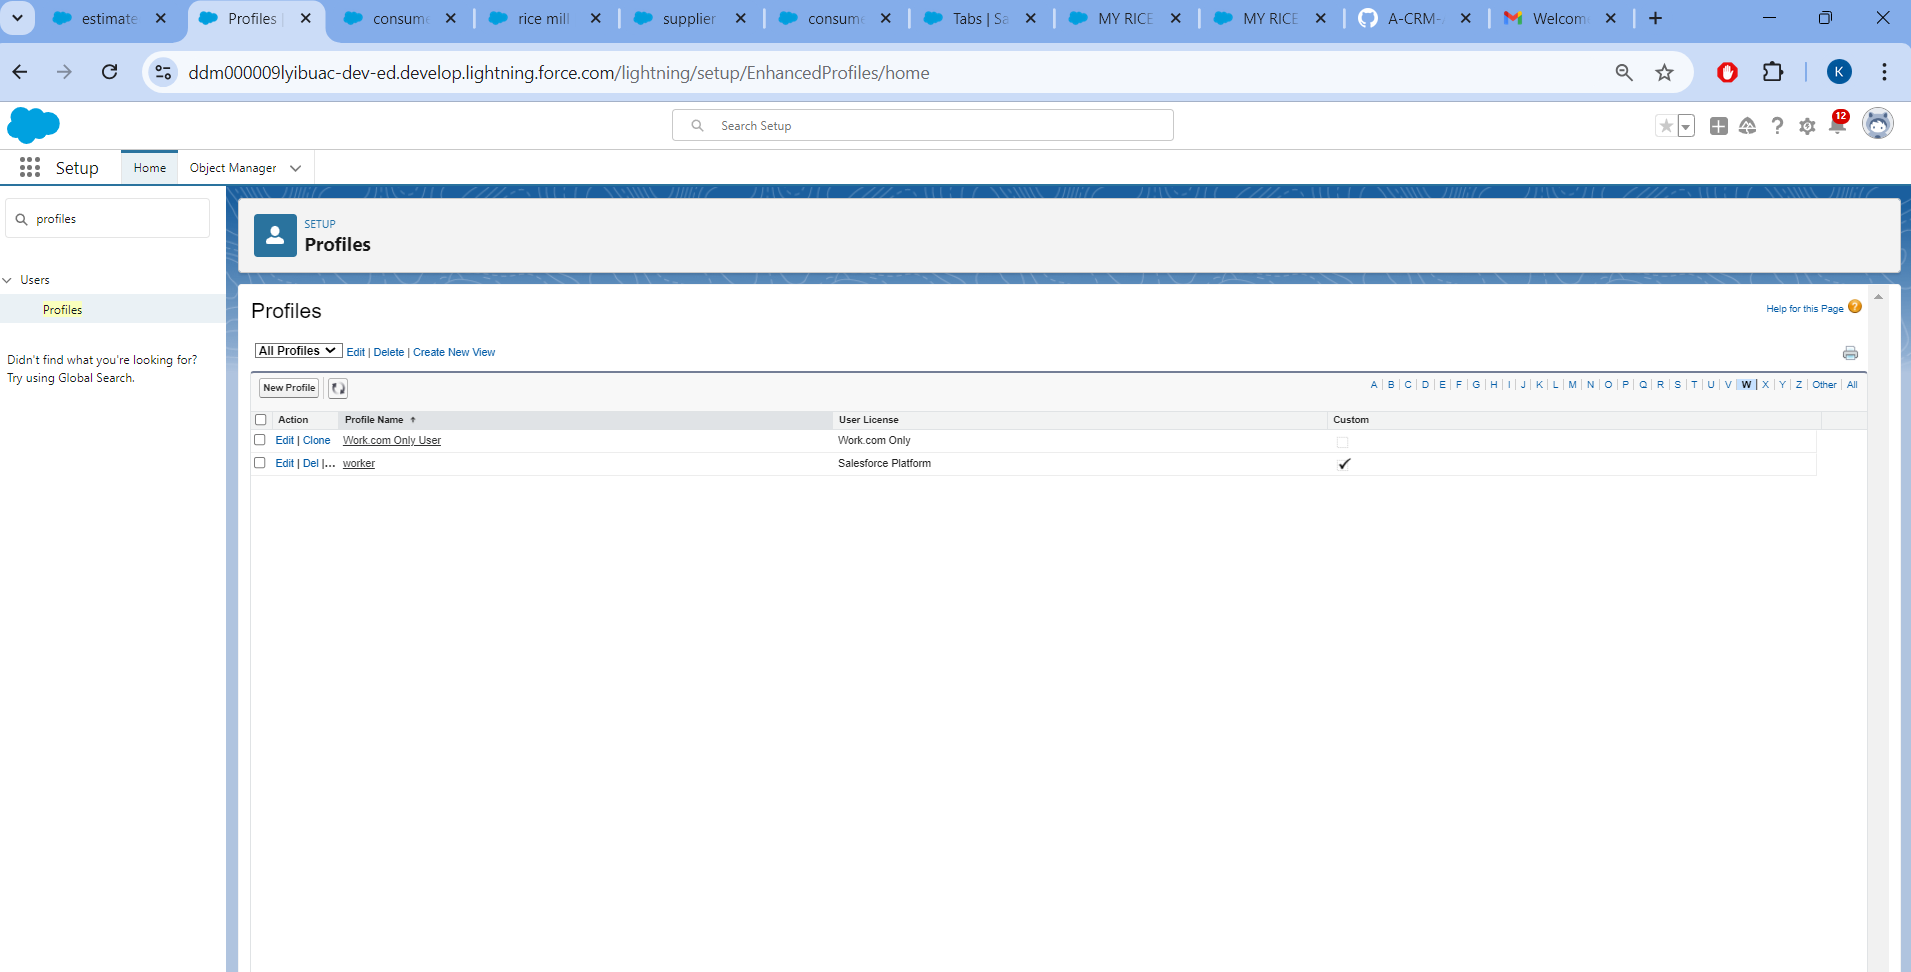 estimate
Profiles |
consume
rice mill
supplier
consume
Tabs | Sa
MY RICE
MY RICE
A-CRM-
Welcom
ddm000009lyibuac-dev-ed.develop.lightning.force.com/lightning/setup/EnhancedProfiles/home
K
Search Setup
12
Setup
Home
Object Manager
profiles
Users
Profiles
Didn't find what you're looking for?
Try using Global Search.
SETUP
Profiles
Profiles
Help for this Page ?
All Profiles Edit | Delete | Create New View
New Profile
A | B | C | D | E | F | G | H | I | J | K | L | M | N | O | P | Q | R | S | T | U | V | W | X | Y | Z | Other | All
Action Profile Name User License Custom
Edit | Clone Work.com Only User Work.com Only
Edit | Del |... worker Salesforce Platform